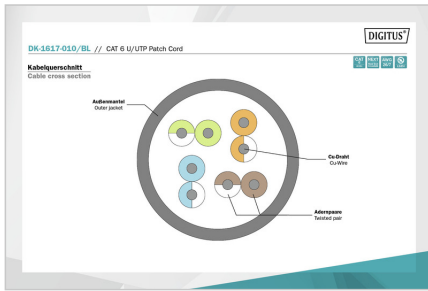 DIGITUS®
DK-1617-010/BL // CAT 6 U/UTP Patch Cord
Kabelquerschnitt
Cable cross section
Außenmantel
Outer jacket
Cu-Draht
Cu-Wire
Adernpaare
Twisted pair